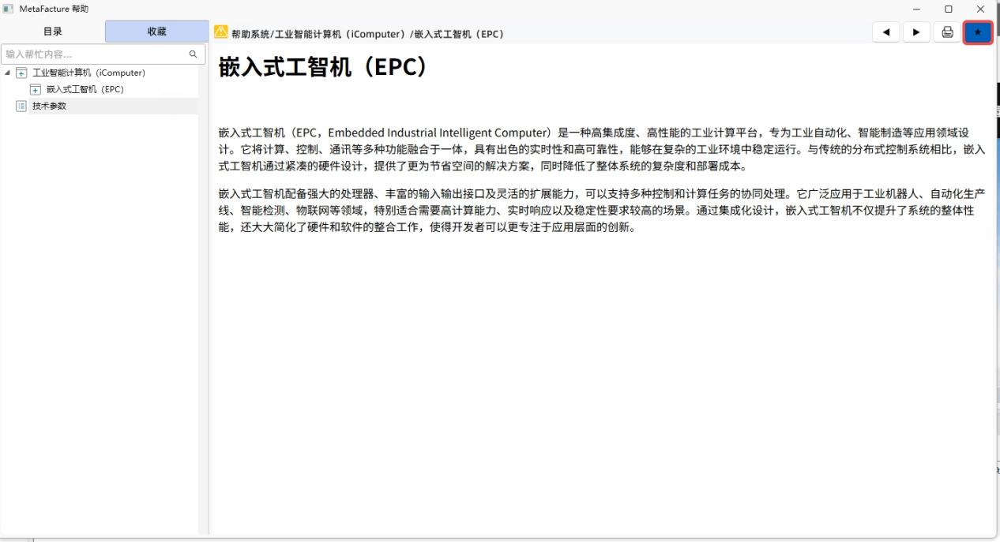 MetaFacture 帮助
目录
收藏
输入帮忙内容...
工业智能计算机（iComputer）
嵌入式工智机（EPC）
技术参数
帮助系统/工业智能计算机（iComputer）/嵌入式工智机（EPC）
嵌入式工智机（EPC）
嵌入式工智机（EPC，Embedded Industrial Intelligent Computer）是一种高集成度、高性能的工业计算平台，专为工业自动化、智能制造等应用领域设
计。它将计算、控制、通讯等多种功能融合于一体，具有出色的实时性和高可靠性，能够在复杂的工业环境中稳定运行。与传统的分布式控制系统相比，嵌入
式工智机通过紧凑的硬件设计，提供了更为节省空间的解决方案，同时降低了整体系统的复杂度和部署成本。
嵌入式工智机配备强大的处理器、丰富的输入输出接口及灵活的扩展能力，可以支持多种控制和计算任务的协同处理。它广泛应用于工业机器人、自动化生产
线、智能检测、物联网等领域，特别适合需要高计算能力、实时响应以及稳定性要求较高的场景。通过集成化设计，嵌入式工智机不仅提升了系统的整体性
能，还大大简化了硬件和软件的整合工作，使得开发者可以更专注于应用层面的创新。